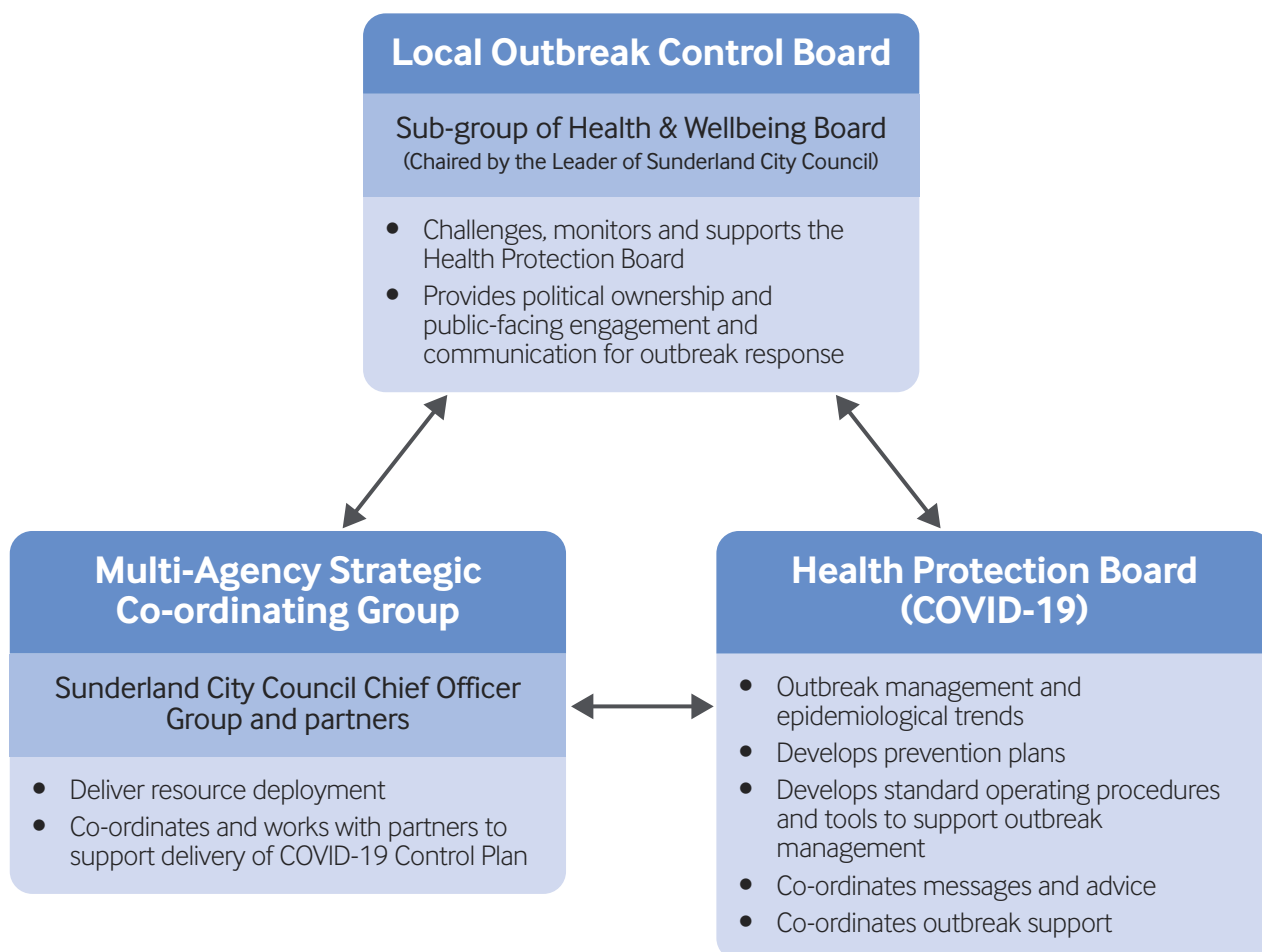 Local Outbreak Control Board
Sub-group of Health & Wellbeing Board
(Chaired by the Leader of Sunderland City Council)
• Challenges, monitors and supports the
Health Protection Board
• Provides political ownership and
public-facing engagement and
communication for outbreak response
Multi-Agency Strategic
Co-ordinating Group
Sunderland City Council Chief Officer
Group and partners
• Deliver resource deployment
• Co-ordinates and works with partners to
support delivery of COVID-19 Control Plan
Health Protection Board
(COVID-19)
• Outbreak management and
epidemiological trends
• Develops prevention plans
• Develops standard operating procedures
and tools to support outbreak
management
• Co-ordinates messages and advice
• Co-ordinates outbreak support